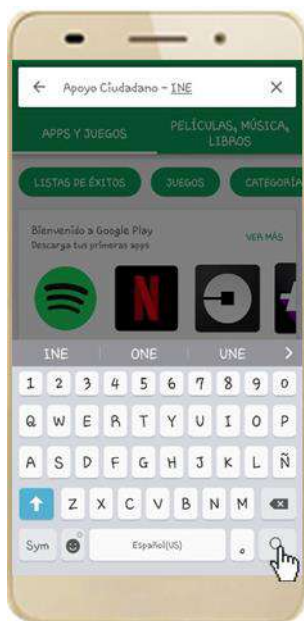 Apoyo Ciudadano - INE
APPS Y JUEGOS
PELÍCULAS, MÚSICA,
LIBROS
LISTAS DE ÉXITOS
JUEGOS
CATEGORÍA
Bienvenido a Google Play
Descarga tus primeras apps
VER MÁS
N
INE ONE UNE
1 2 3 4 5 6 7 8 9 0
Q W E R T Y U I O P
A S D F G H J K L Ñ
Z X C V B N M
Sym Español(US) .